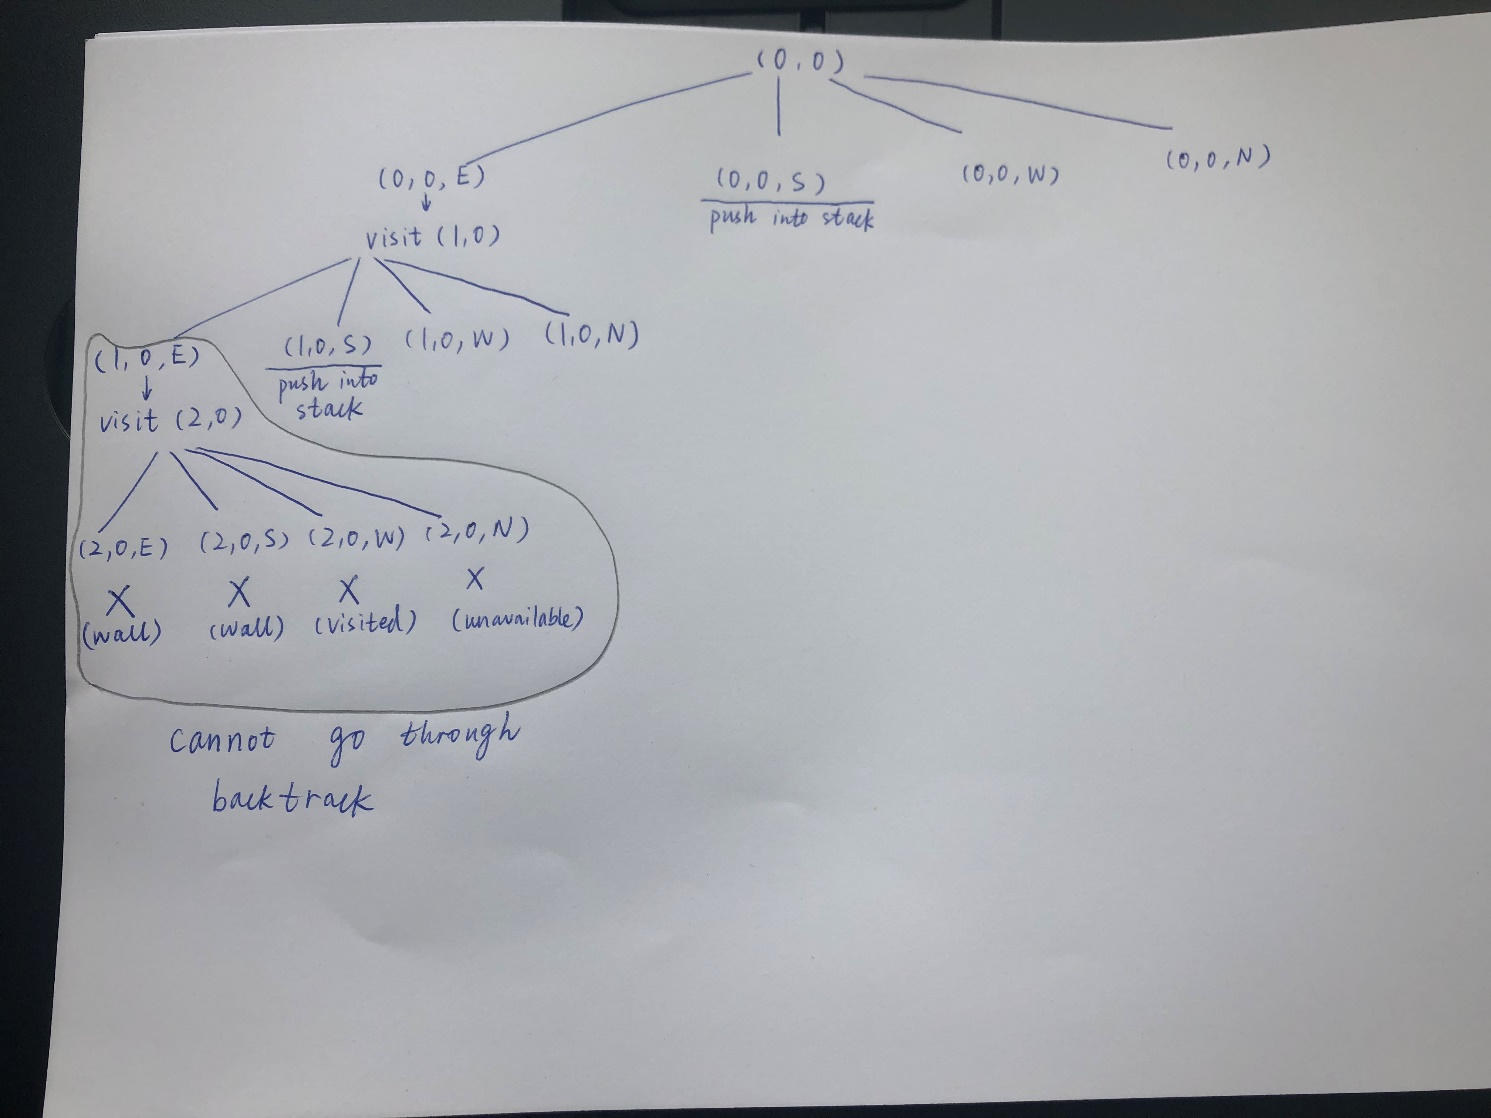 (0,0)
(0,0,E)
(0,0,S)
(0,0,W)
(0,0,N)
push into stack
visit (1,0)
(1,0,E)
(1,0,S)
(1,0,W)
(1,0,N)
push into
stack
visit (2,0)
(2,0,E) (2,0,S) (2,0,W) (2,0,N)
X X X X
(wall) (wall) (visited) (unavailable)
cannot go through
backtrack